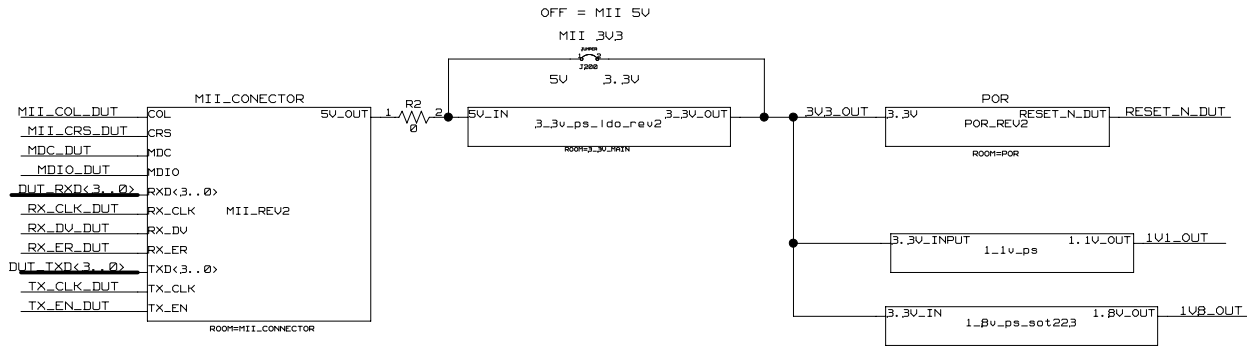 OFF = MII 5V
MII 3V3
JUMPER
1 2
J200
5V 3.3V
MII_CONECTOR
MII_COL_DUT COL 5V_OUT 1 R2 2 5V_IN 3_3V_OUT 3V3_OUT 3.3V POR RESET_N_DUT RESET_N_DUT
0
3_3v_ps_ldo_rev2
ROOM=3_3V_MAIN
POR_REV2
ROOM=POR
MII_CRS_DUT CRS
MDC_DUT MDC
MDIO_DUT MDIO
DUT_RXD<3..0> RXD<3..0>
RX_CLK_DUT RX_CLK MII_REV2
RX_DV_DUT RX_DV
RX_ER_DUT RX_ER
DUT_TXD<3..0> TXD<3..0>
TX_CLK_DUT TX_CLK
TX_EN_DUT TX_EN
ROOM=MII_CONNECTOR
3.3V_INPUT 1.1V_OUT 1V1_OUT
1_1v_ps
3.3V_IN 1.8V_OUT 1V8_OUT
1_8v_ps_sot223